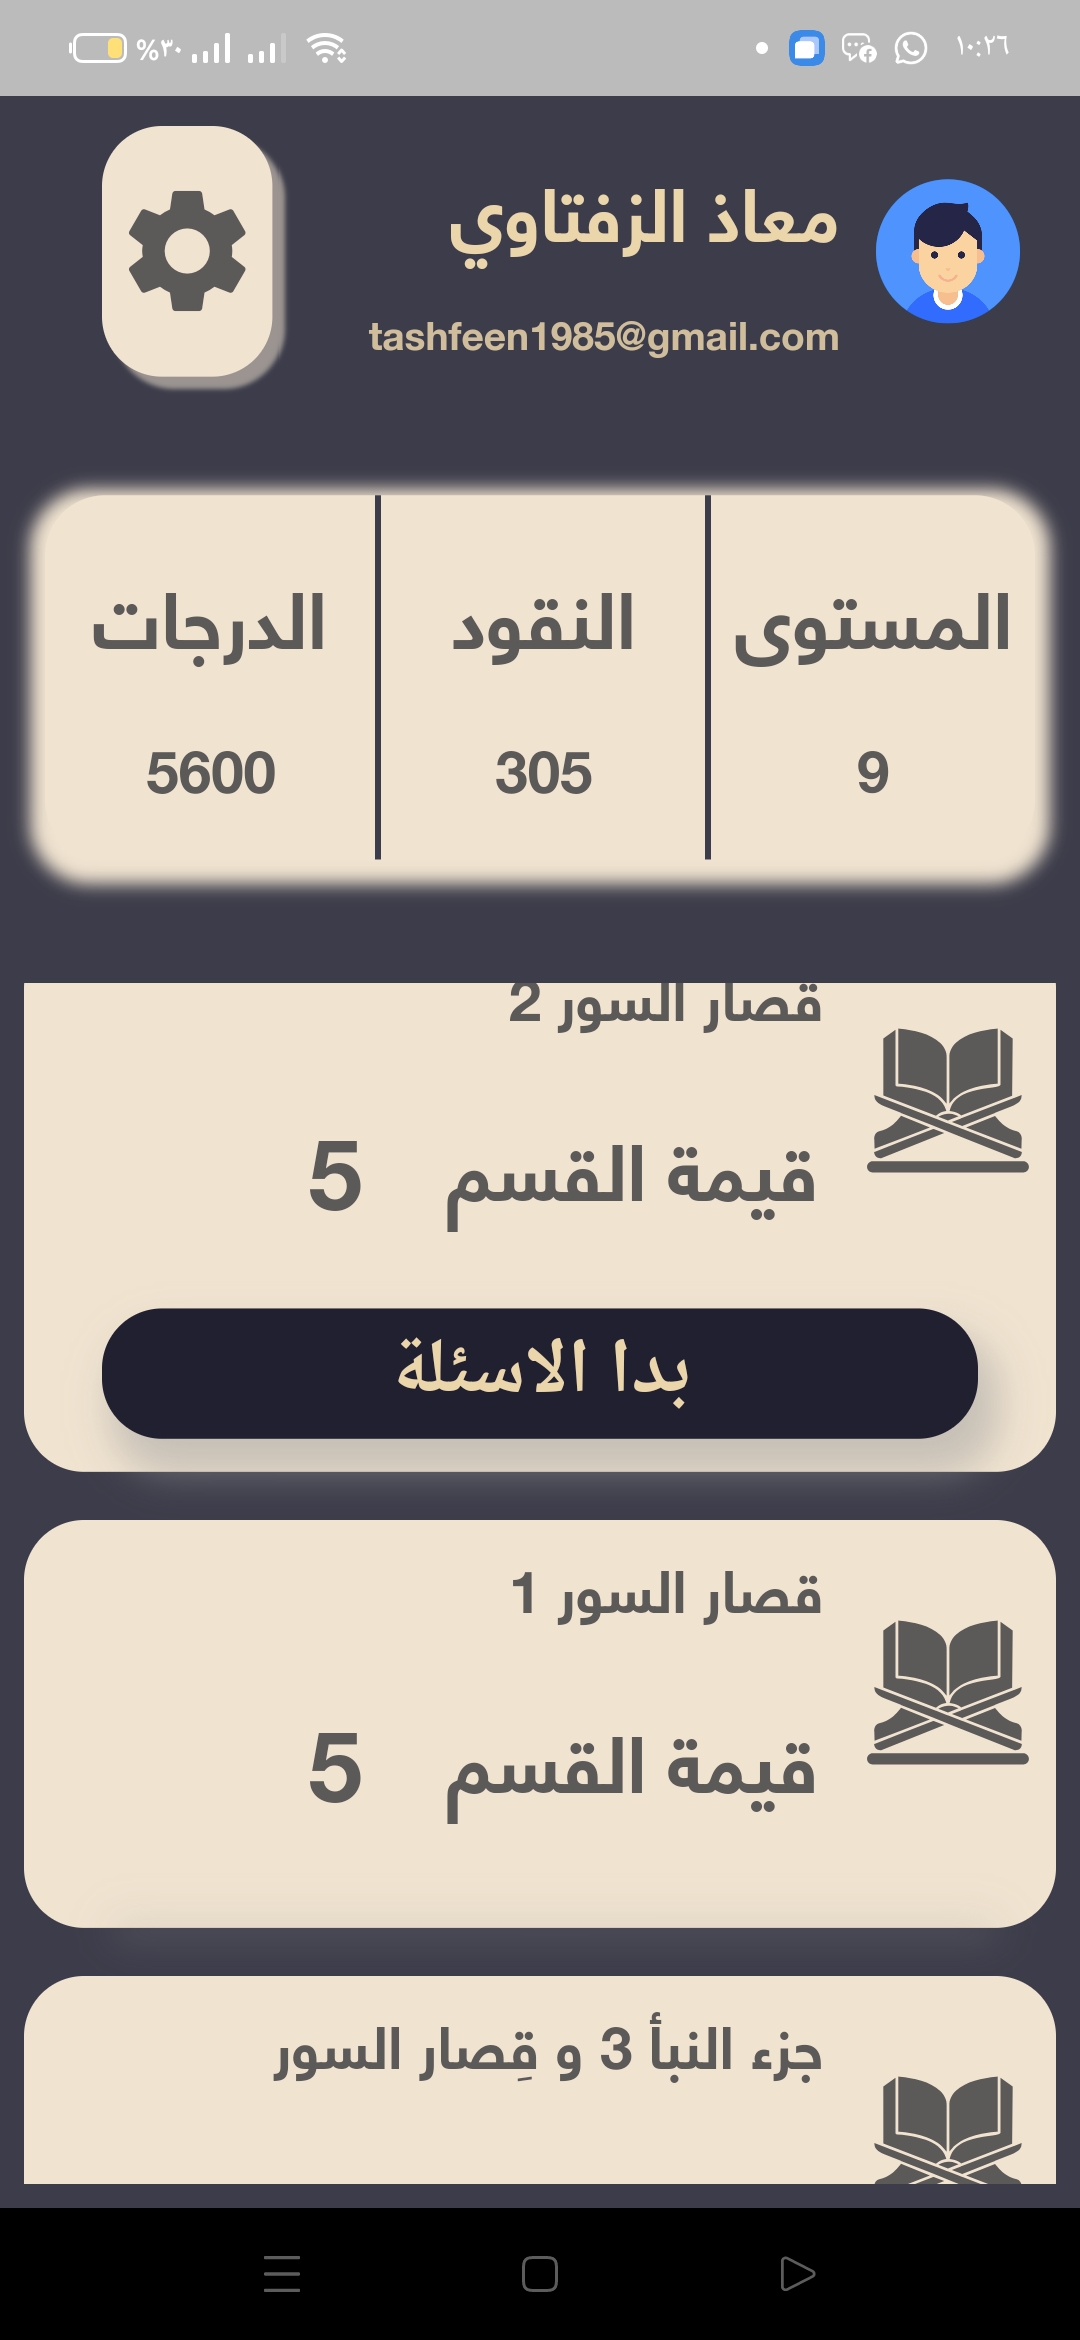 ١٠:٢٦
%٣٠
معاذ الزفتاوي
tashfeen1985@gmail.com
المستوى
النقود
الدرجات
9
305
5600
قصار السور 2
قيمة القسم 5
بدا الاسئلة
قصار السور 1
قيمة القسم 5
جزء النبأ 3 و قِصار السور